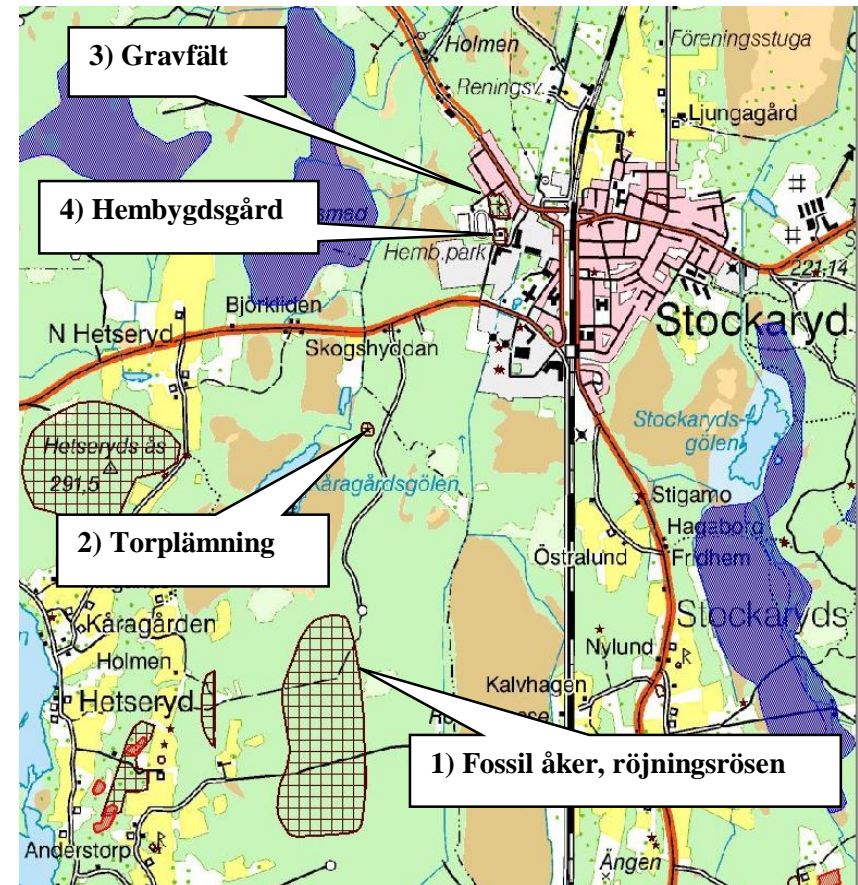 3) Gravfält
Holmen
Föreningsstuga
Reningsv.
Ljungagård
4) Hembygdsgård
Hemb.park
221,14
Björkliden
N Hetseryd
Skogshyddan
Stockaryd
Hetseryds ås
291,5
Stockaryds-
gölen
Kåragårdsgölen
2) Torplämning
Stigamo
Hagaborg
Östralund
Fridhem
Kåragården
Stockaryds
Holmen
Nylund
Hetseryd
Kalvhagen
1) Fossil åker, röjningsrösen
Anderstorp
Ängen